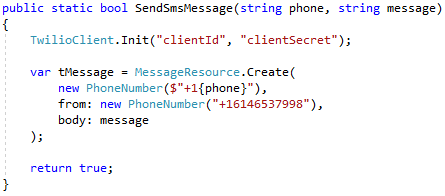 public static bool SendSmsMessage(string phone, string message)
{
    TwilioClient.Init("clientId", "clientSecret");

    var tMessage = MessageResource.Create(
        new PhoneNumber($"+1{phone}"),
        from: new PhoneNumber("+16146537998"),
        body: message
    );

    return true;
}